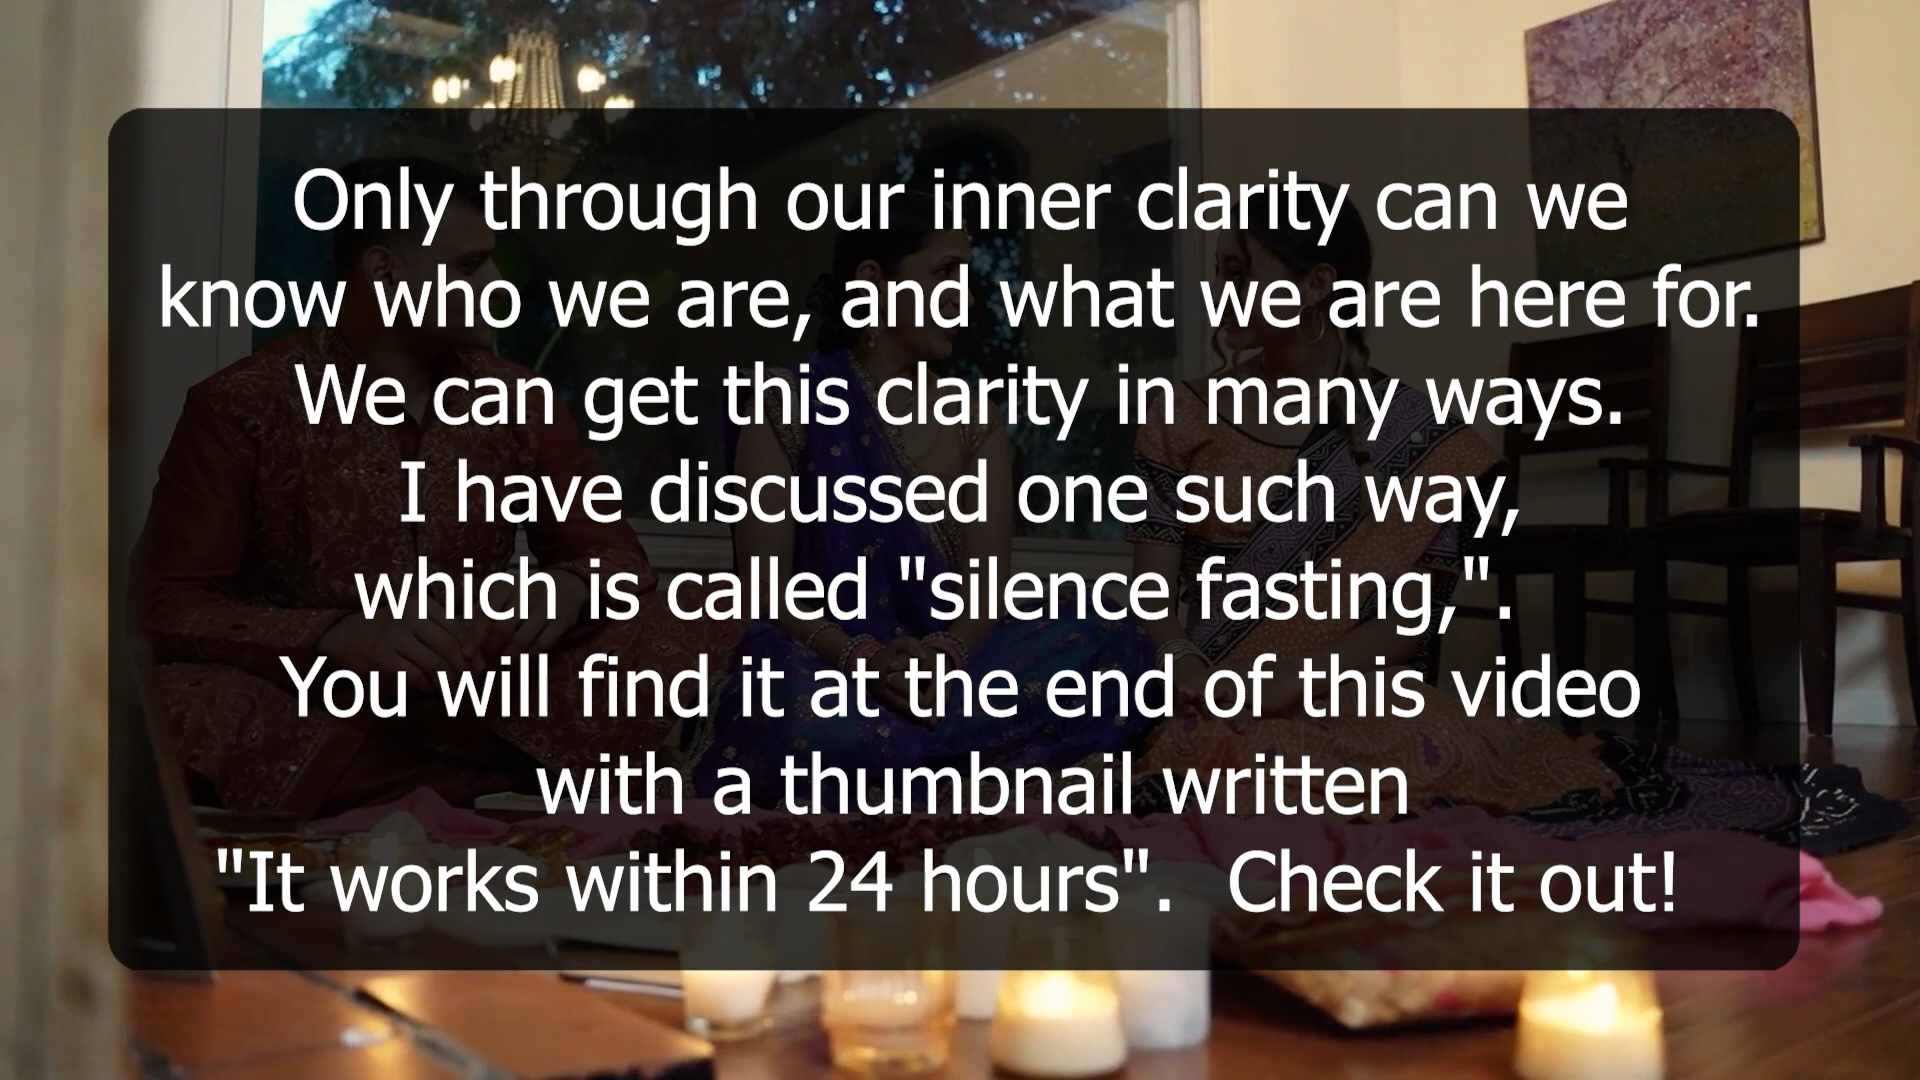 Only through our inner clarity can we
know who we are, and what we are here for.
We can get this clarity in many ways.
I have discussed one such way,
which is called "silence fasting,".
You will find it at the end of this video
with a thumbnail written
"It works within 24 hours".  Check it out!